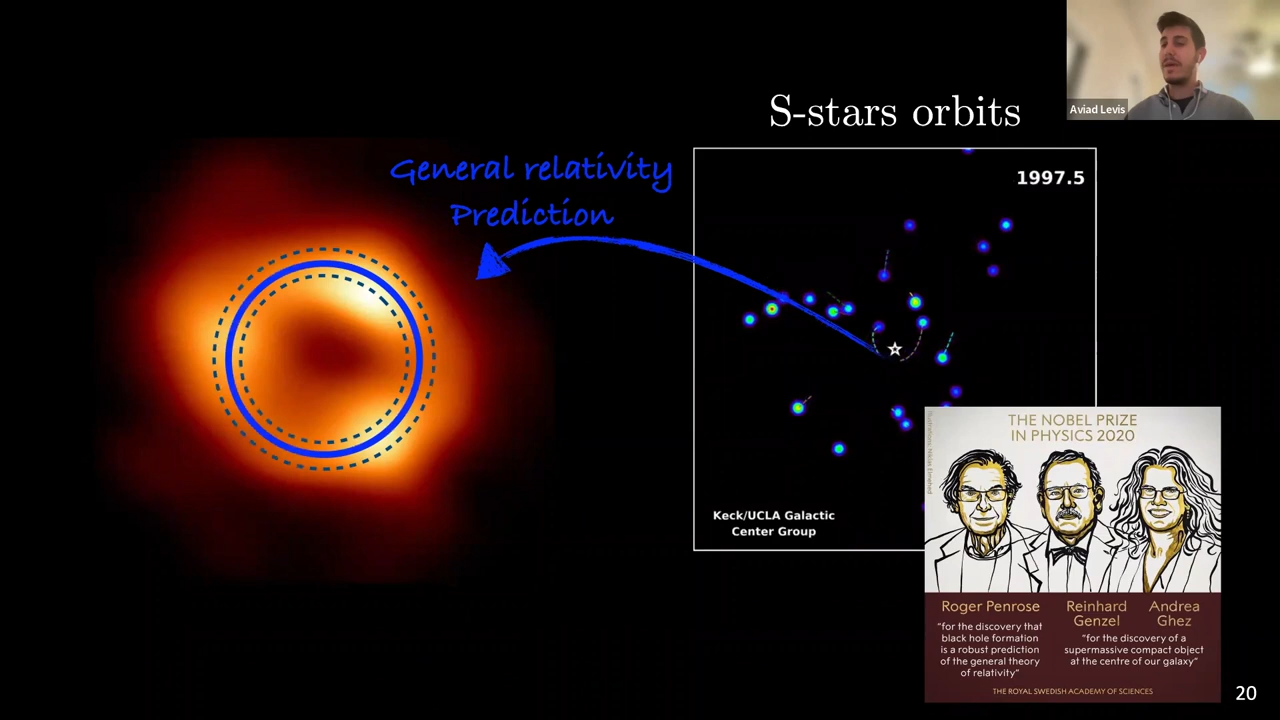 Aviad Levis
S-stars orbits
General relativity
Prediction
1997.5
Keck/UCLA Galactic
Center Group
THE NOBEL PRIZE
IN PHYSICS 2020
Illustrations: Niklas Elmehed
Roger Penrose
"for the discovery that
black hole formation
is a robust prediction
of the general theory
of relativity"
Reinhard
Genzel
Andrea
Ghez
"for the discovery of a
supermassive compact object
at the centre of our galaxy"
THE ROYAL SWEDISH ACADEMY OF SCIENCES
20